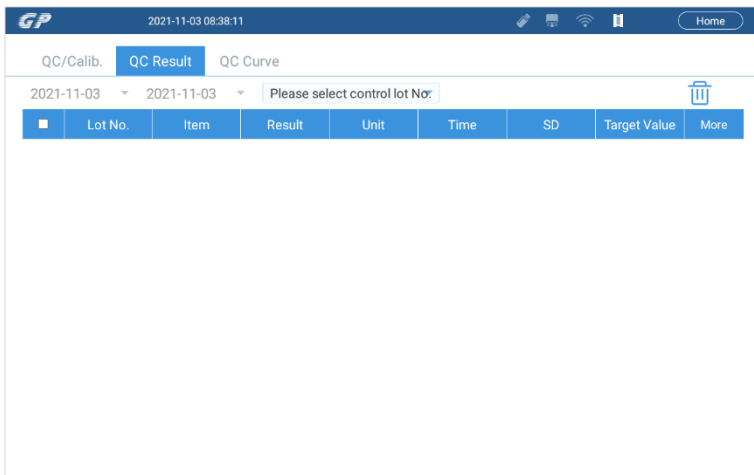 GP 2021-11-03 08:38:11 Home
QC/Calib. QC Result QC Curve
2021-11-03 2021-11-03 Please select control lot No.
Lot No. Item Result Unit Time SD Target Value More